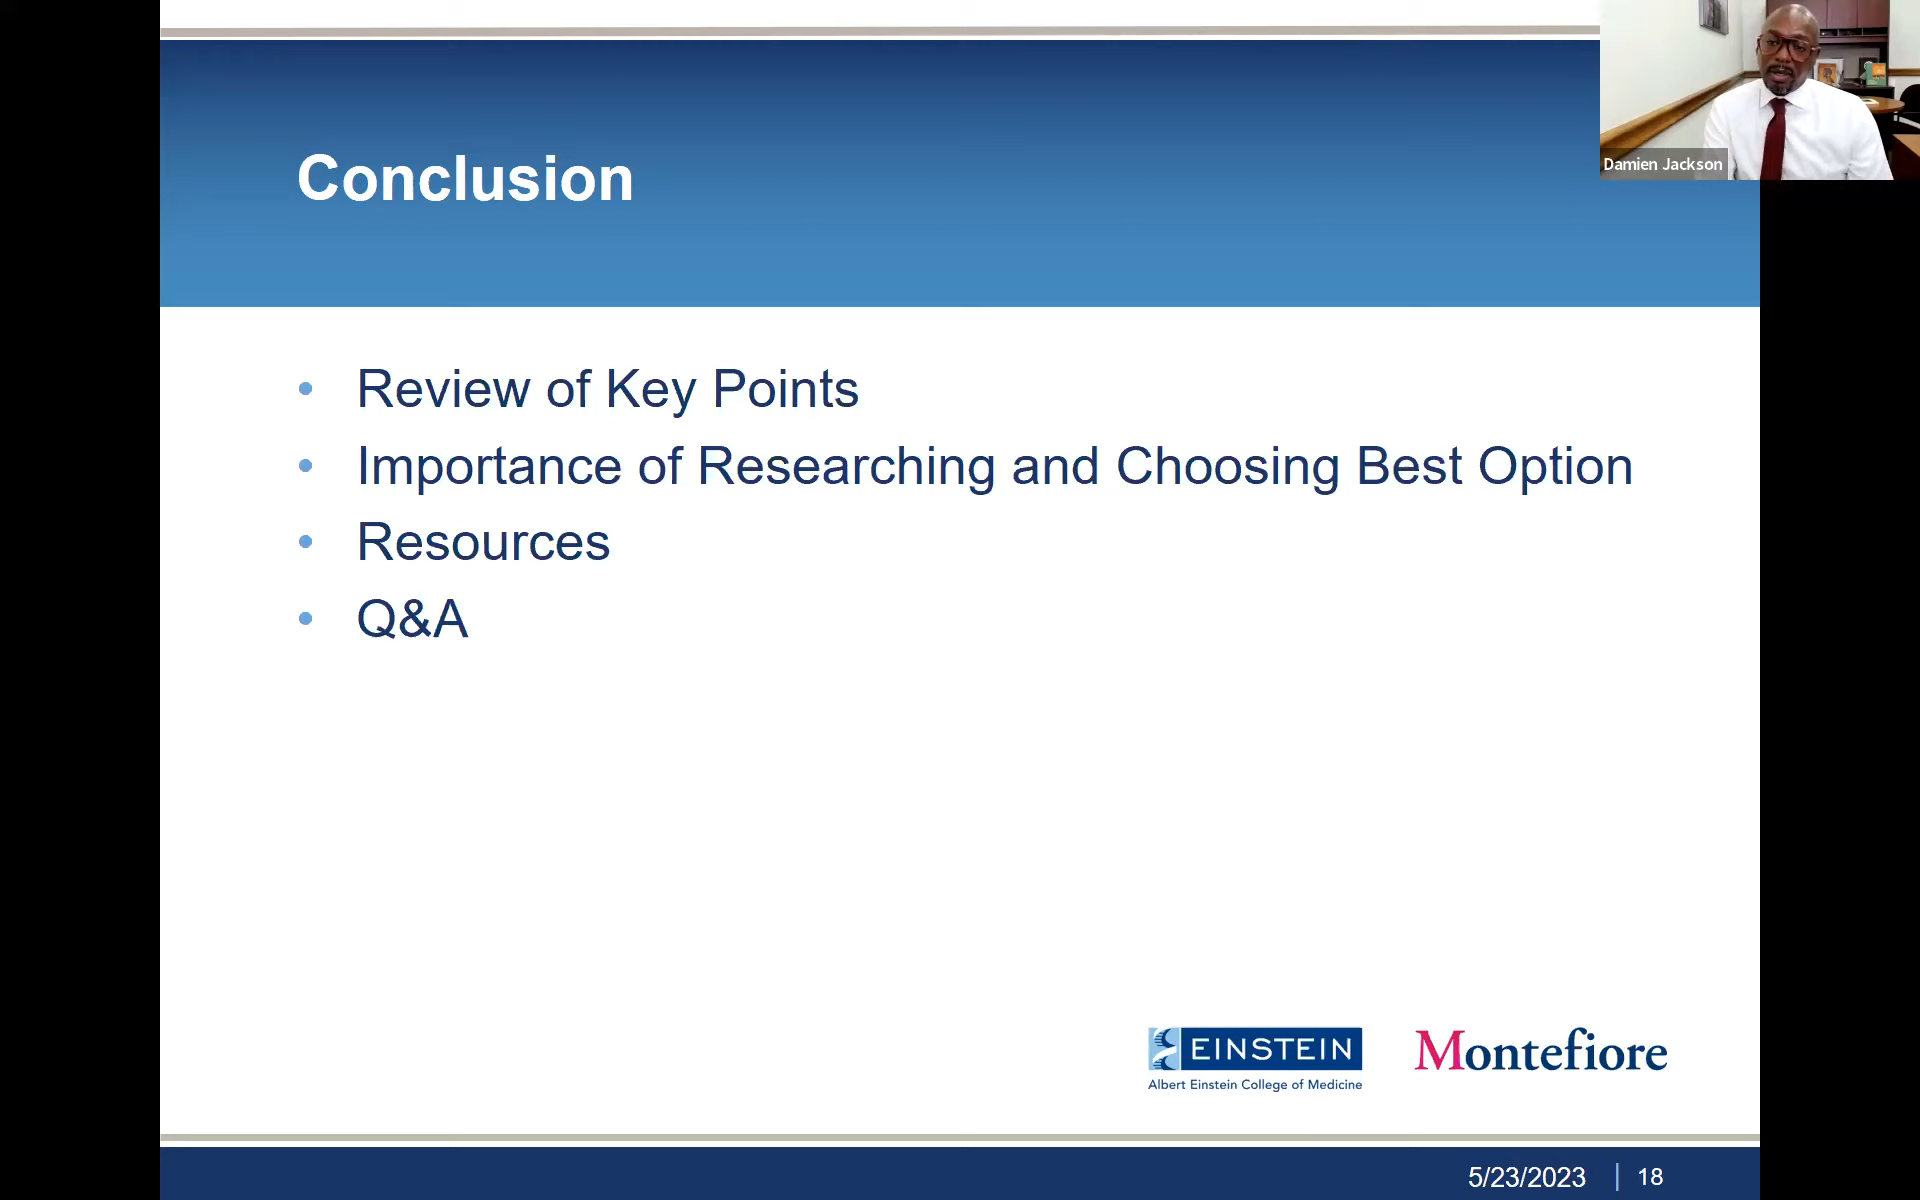 Damien Jackson
Conclusion
• Review of Key Points
• Importance of Researching and Choosing Best Option
• Resources
• Q&A
EINSTEIN
Albert Einstein College of Medicine
Montefiore
5/23/2023 | 18